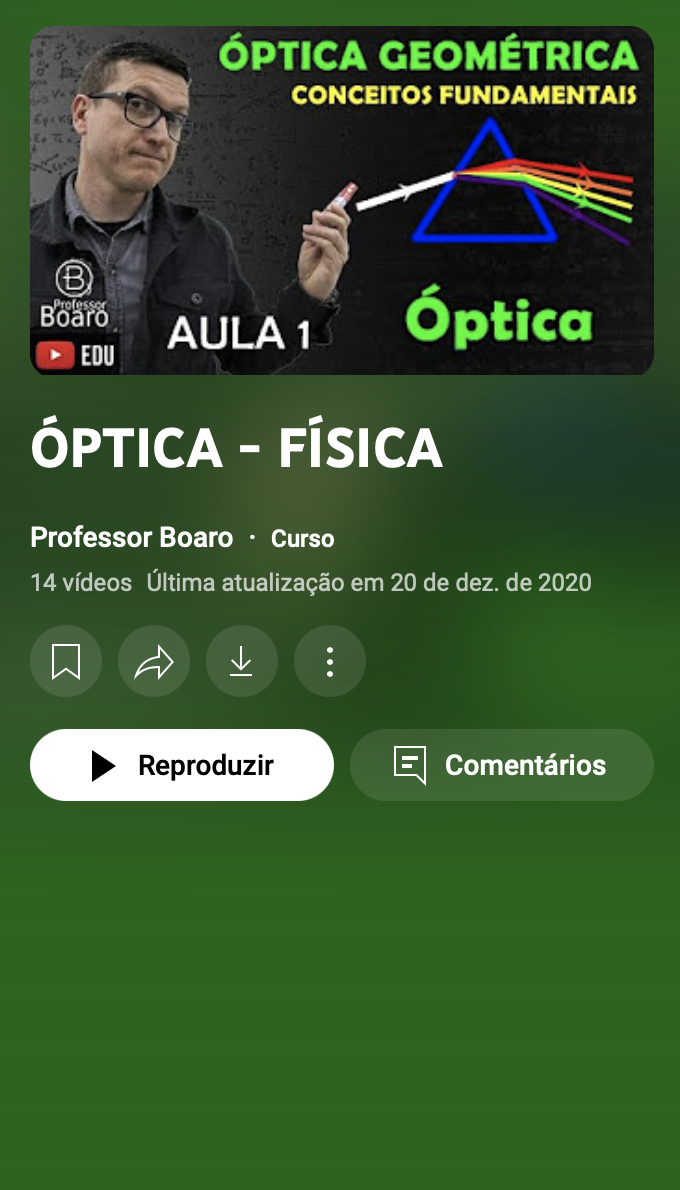 ÓPTICA GEOMÉTRICA
CONCEITOS FUNDAMENTAIS
B
Professor
Boaro
EDU
AULA 1
Óptica
ÓPTICA - FÍSICA
Professor Boaro · Curso
14 vídeos Última atualização em 20 de dez. de 2020
Reproduzir
Comentários